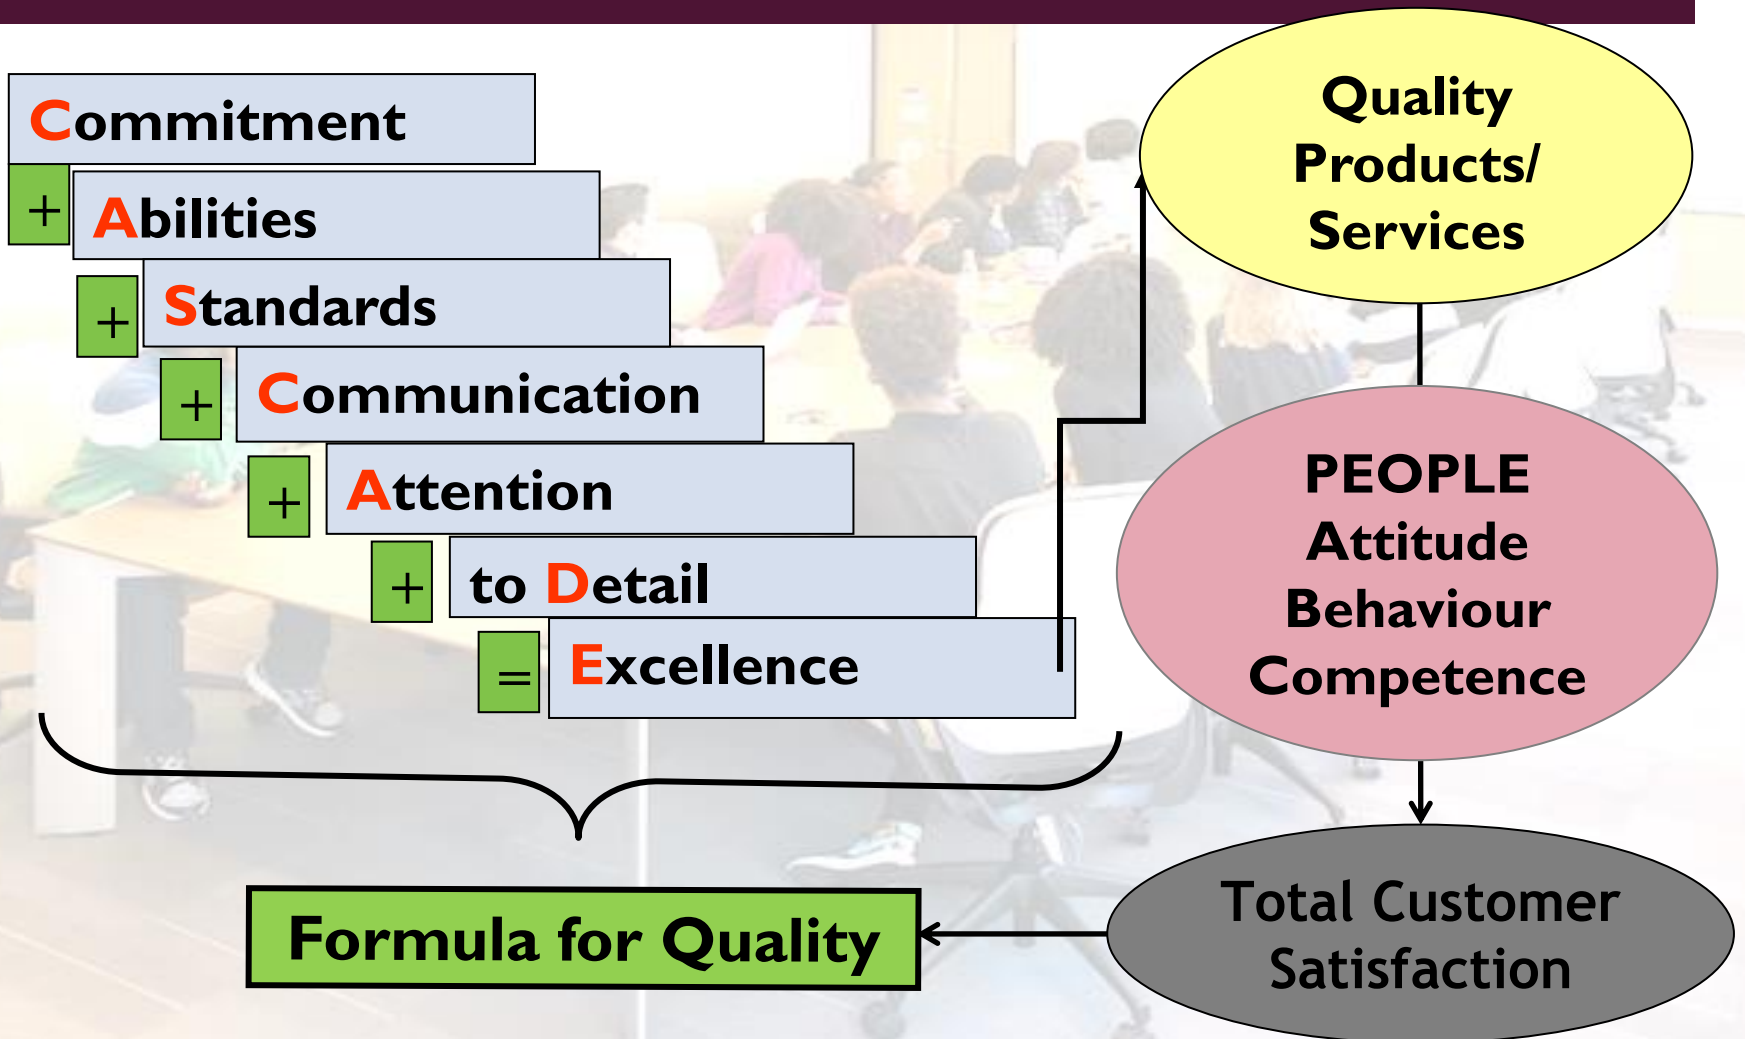 Commitment
+
Abilities
+
Standards
+
Communication
+
Attention
+
to Detail
=
Excellence
Formula for Quality
Quality
Products/
Services
PEOPLE
Attitude
Behaviour
Competence
Total Customer
Satisfaction